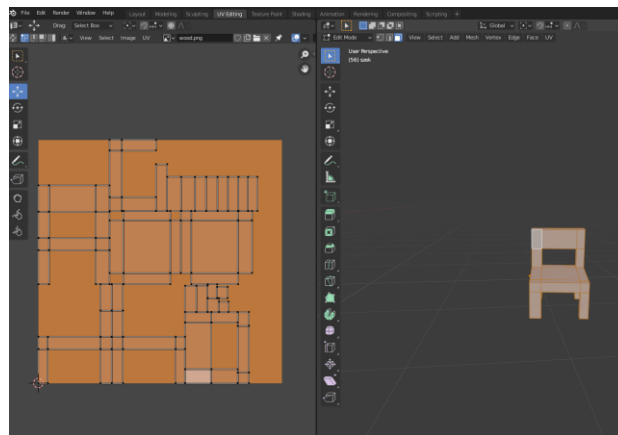 File Edit Render Window Help Layout Modeling Sculpting UV Editing Texture Paint Shading Animation Rendering Compositing Scripting +
Drag: Select Box Global
View Select Image UV wood.png Edit Mode View Select Add Mesh Vertex Edge Face UV
User Perspective